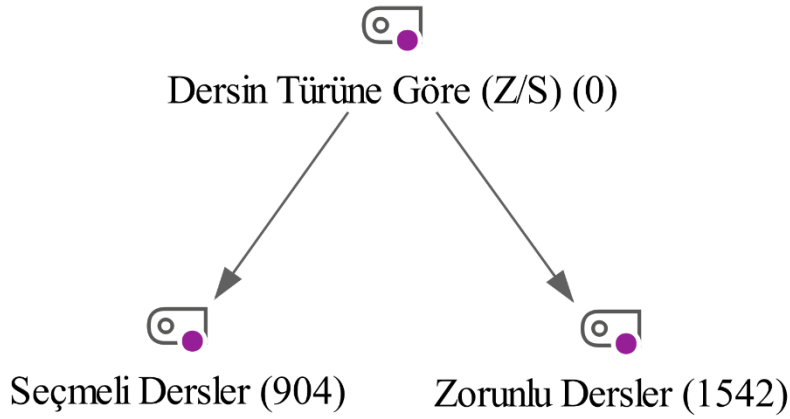 Dersin Türüne Göre (Z/S) (0)
Seçmeli Dersler (904)
Zorunlu Dersler (1542)